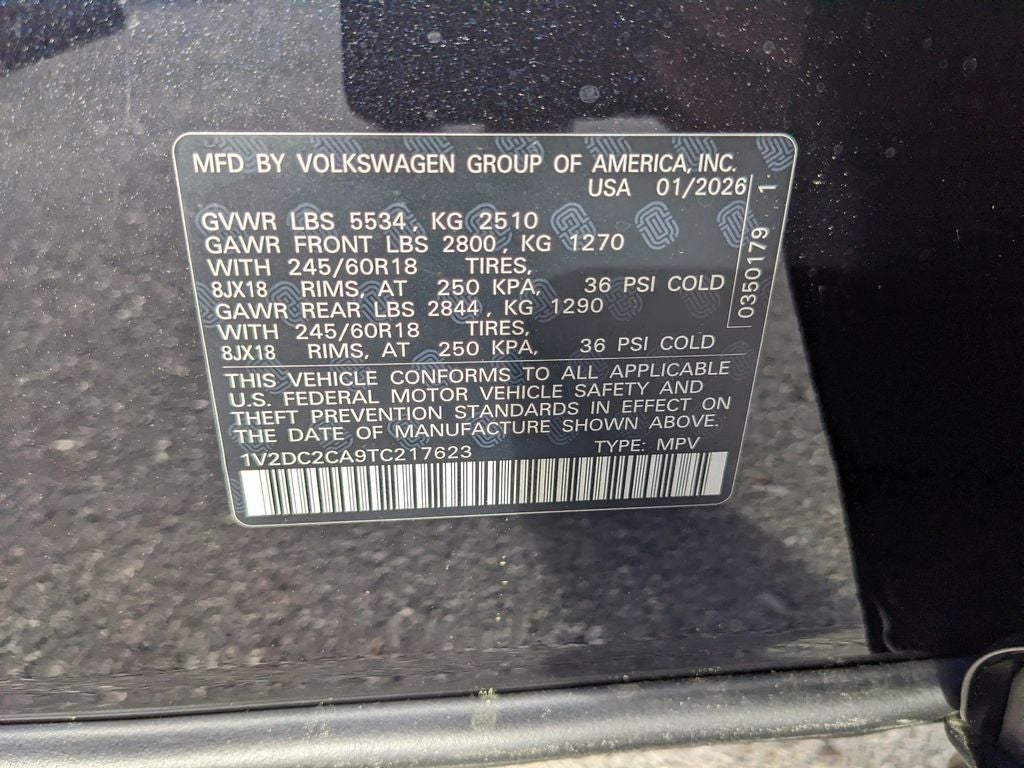 MFD BY VOLKSWAGEN GROUP OF AMERICA, INC.
USA 01/2026
GVWR LBS 5534, KG 2510
GAWR FRONT LBS 2800, KG 1270
WITH 245/60R18 TIRES,
8JX18 RIMS, AT 250 KPA, 36 PSI COLD
GAWR REAR LBS 2844, KG 1290
WITH 245/60R18 TIRES,
8JX18 RIMS, AT 250 KPA, 36 PSI COLD
0350179 1
THIS VEHICLE CONFORMS TO ALL APPLICABLE
U.S. FEDERAL MOTOR VEHICLE SAFETY AND
THEFT PREVENTION STANDARDS IN EFFECT ON
THE DATE OF MANUFACTURE SHOWN ABOVE.
1V2DC2CA9TC217623 TYPE: MPV